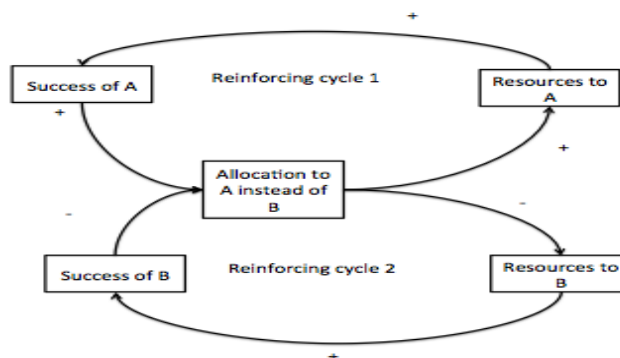 +
Success of A
Reinforcing cycle 1
Resources to
A
+
+
Allocation to
A instead of
B
-
-
Success of B
Reinforcing cycle 2
Resources to
B
+